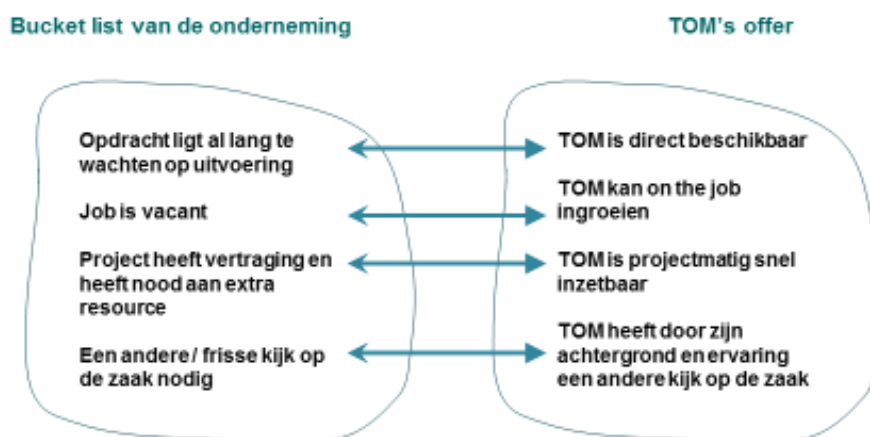 Bucket list van de onderneming
TOM's offer
Opdracht ligt al lang te
wachten op uitvoering
TOM is direct beschikbaar
Job is vacant
TOM kan on the job
ingroeien
Project heeft vertraging en
heeft nood aan extra
resource
TOM is projectmatig snel
inzetbaar
Een andere / frisse kijk op
de zaak nodig
TOM heeft door zijn
achtergrond en ervaring
een andere kijk op de zaak